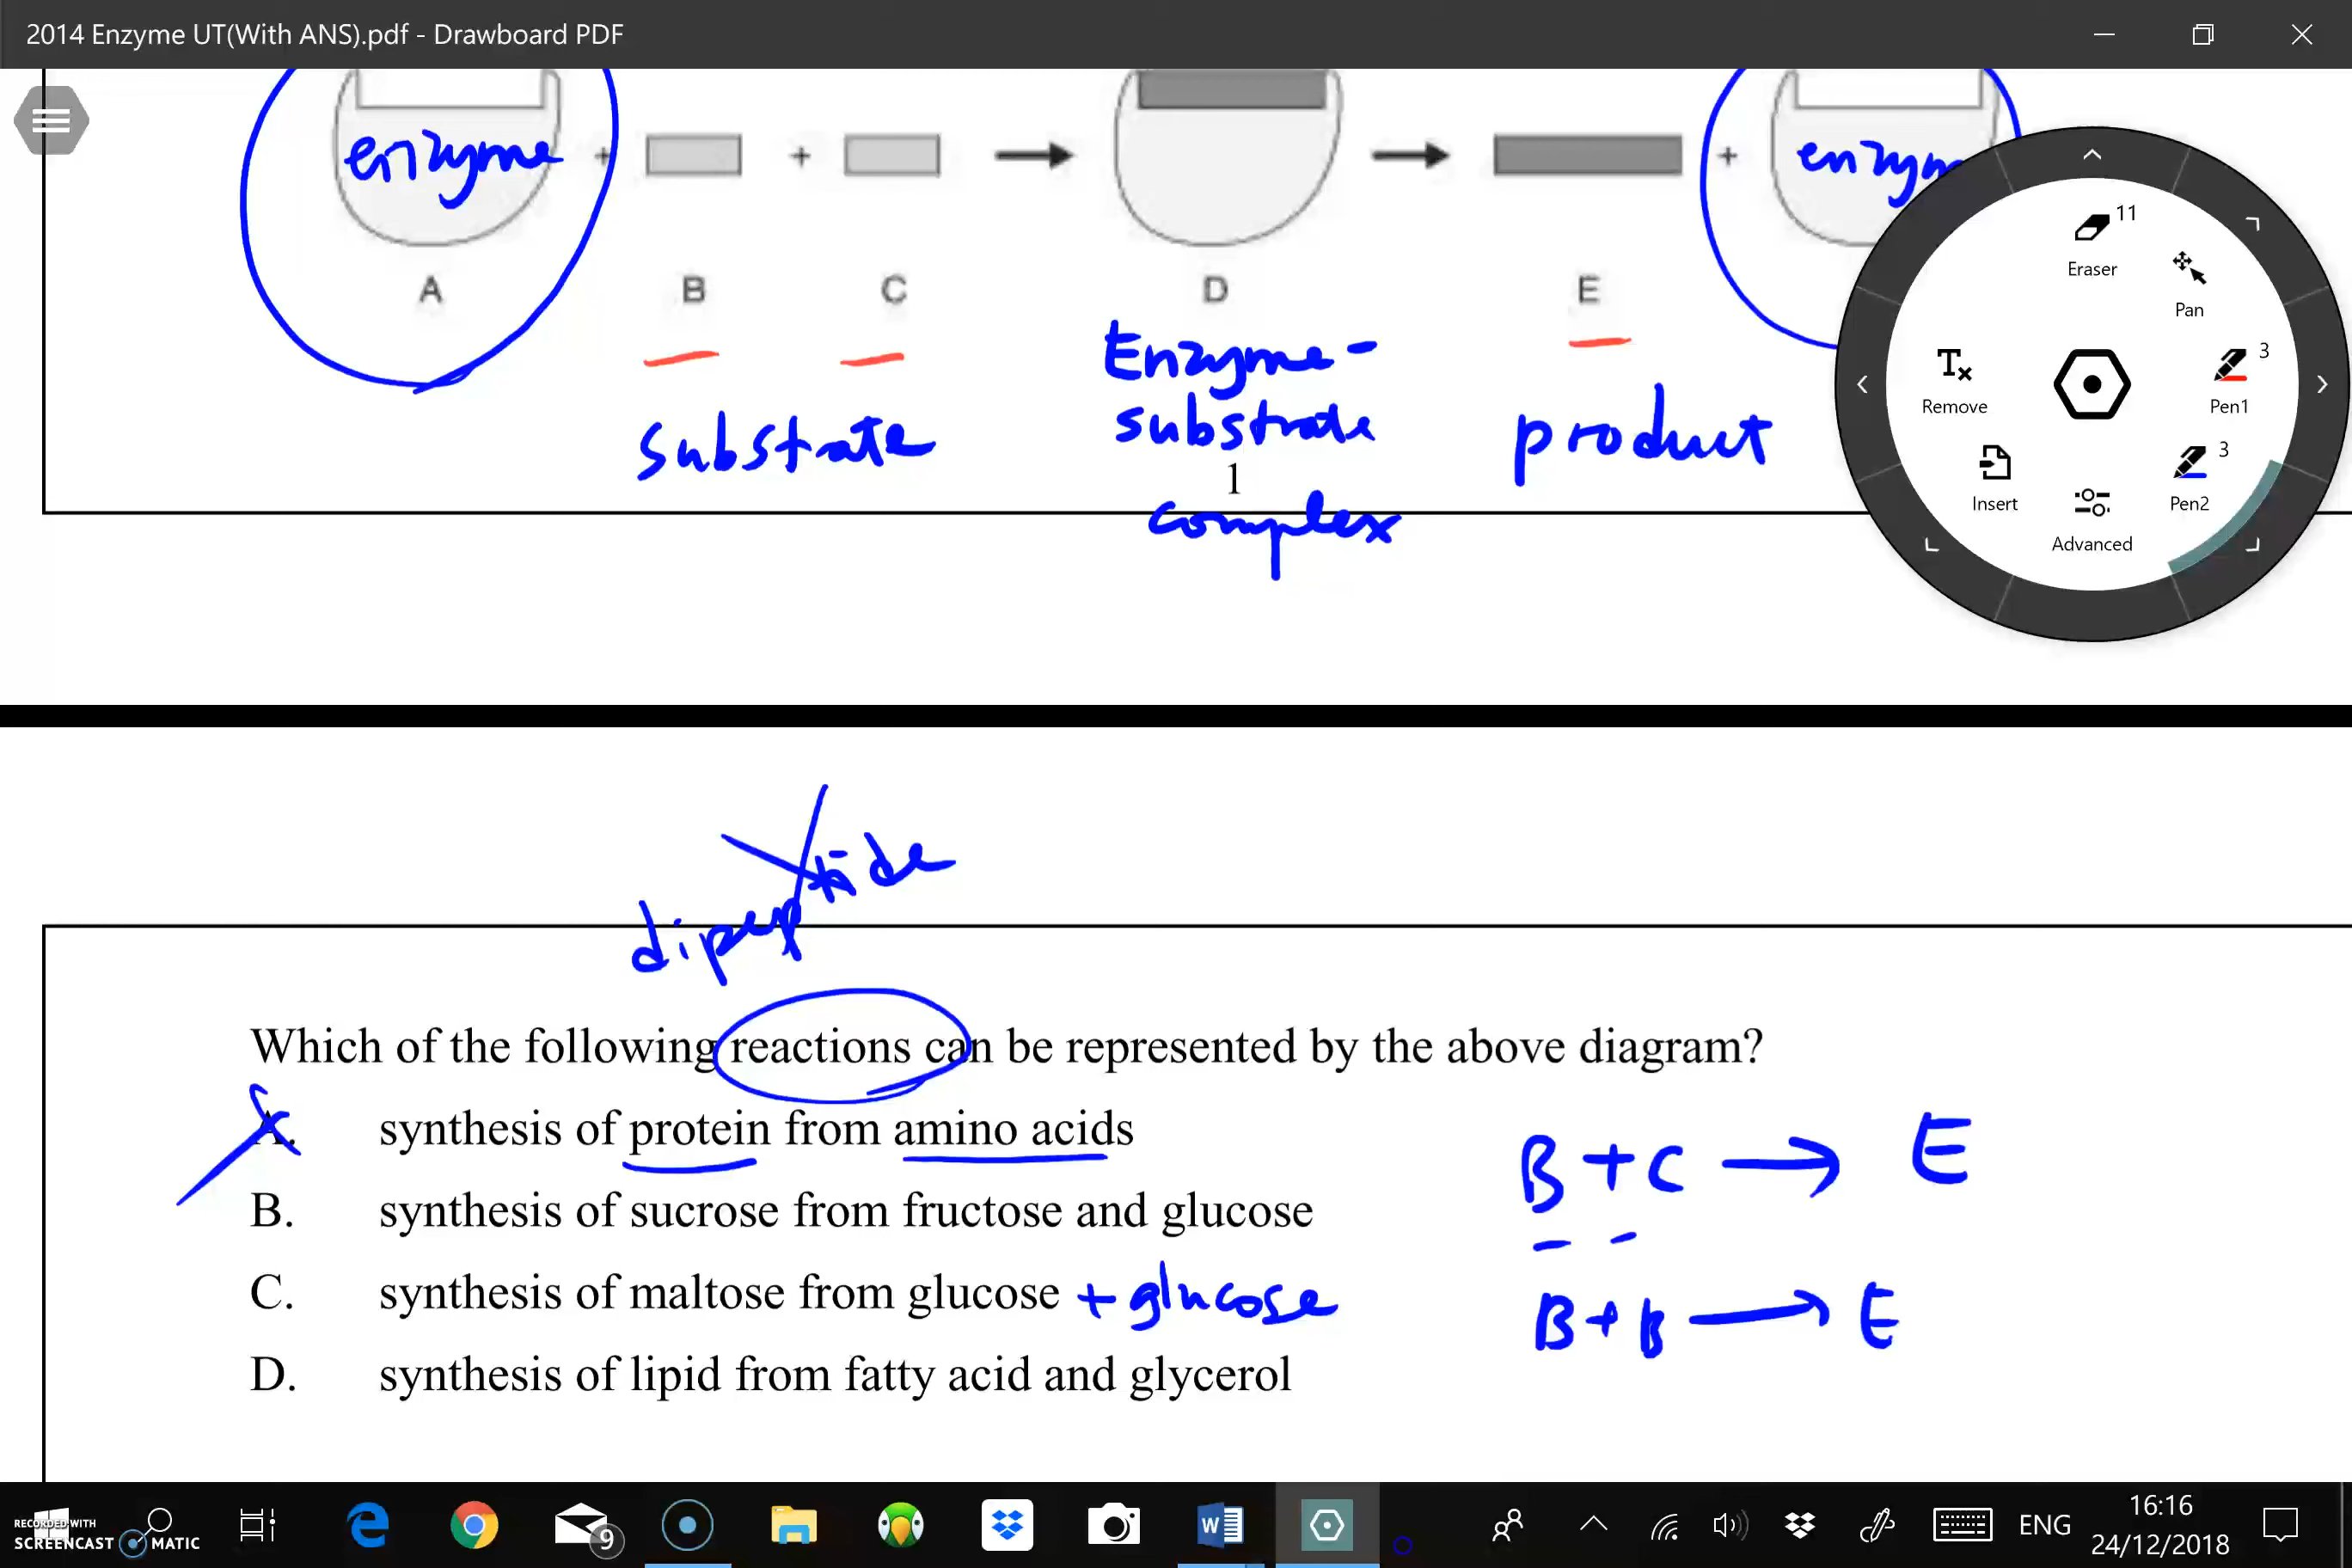 2014 Enzyme UT(With ANS).pdf - Drawboard PDF
enzyme + + enzym
A B C D E
Enzyme-
substrate
complex
substrate
product
1
11
Eraser
Pan
3
Pen1
3
Pen2
Advanced
Insert
Tx
Remove
dipeptide
Which of the following reactions can be represented by the above diagram?
A. synthesis of protein from amino acids
B. synthesis of sucrose from fructose and glucose
C. synthesis of maltose from glucose + glucose
D. synthesis of lipid from fatty acid and glycerol
B + C → E
B + B → E
RECORDED WITH
SCREENCAST MATIC
9
W
ENG
16:16
24/12/2018